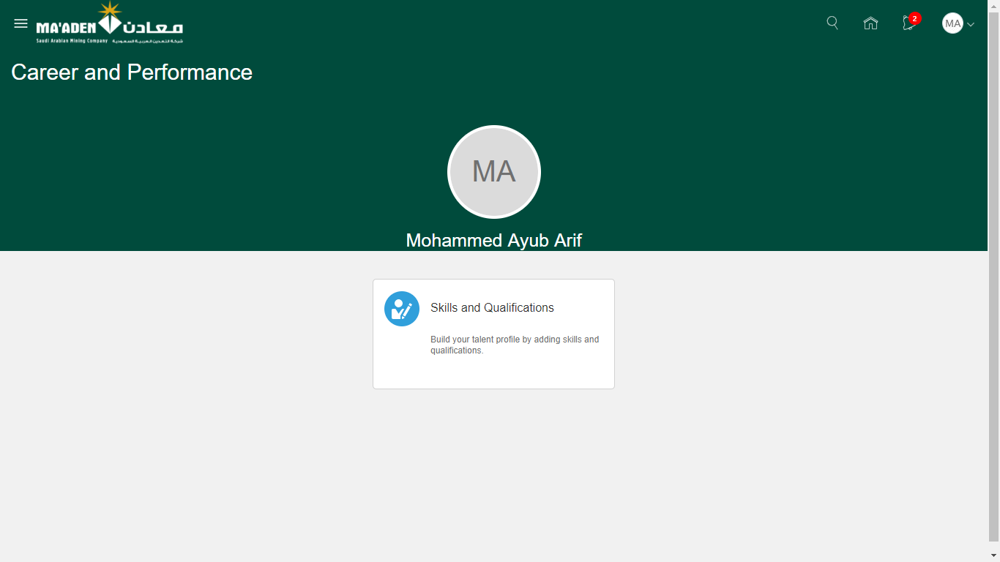 MA'ADEN معادن
Saudi Arabian Mining Company شركة التعدين العربية السعودية
2
MA
Career and Performance
MA
Mohammed Ayub Arif
Skills and Qualifications
Build your talent profile by adding skills and
qualifications.